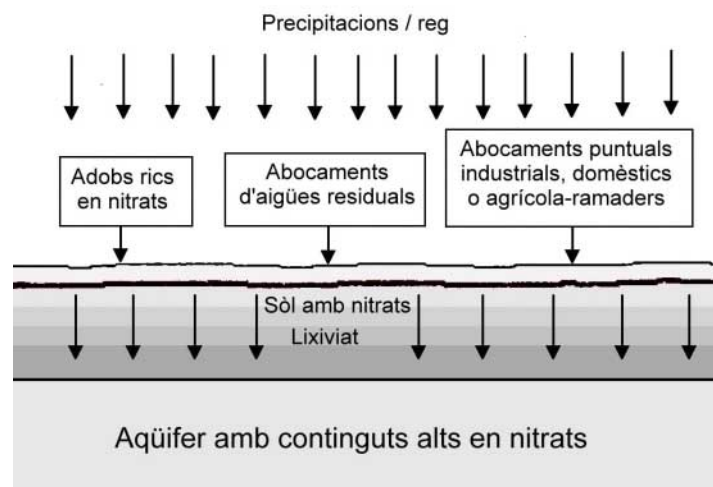 Precipitacions / reg
Adobs rics
en nitrats
Abocaments
d'aigües residuals
Abocaments puntuals
industrials, domèstics
o agrícola-ramaders
Sòl amb nitrats
Lixiviat
Aqüifer amb continguts alts en nitrats